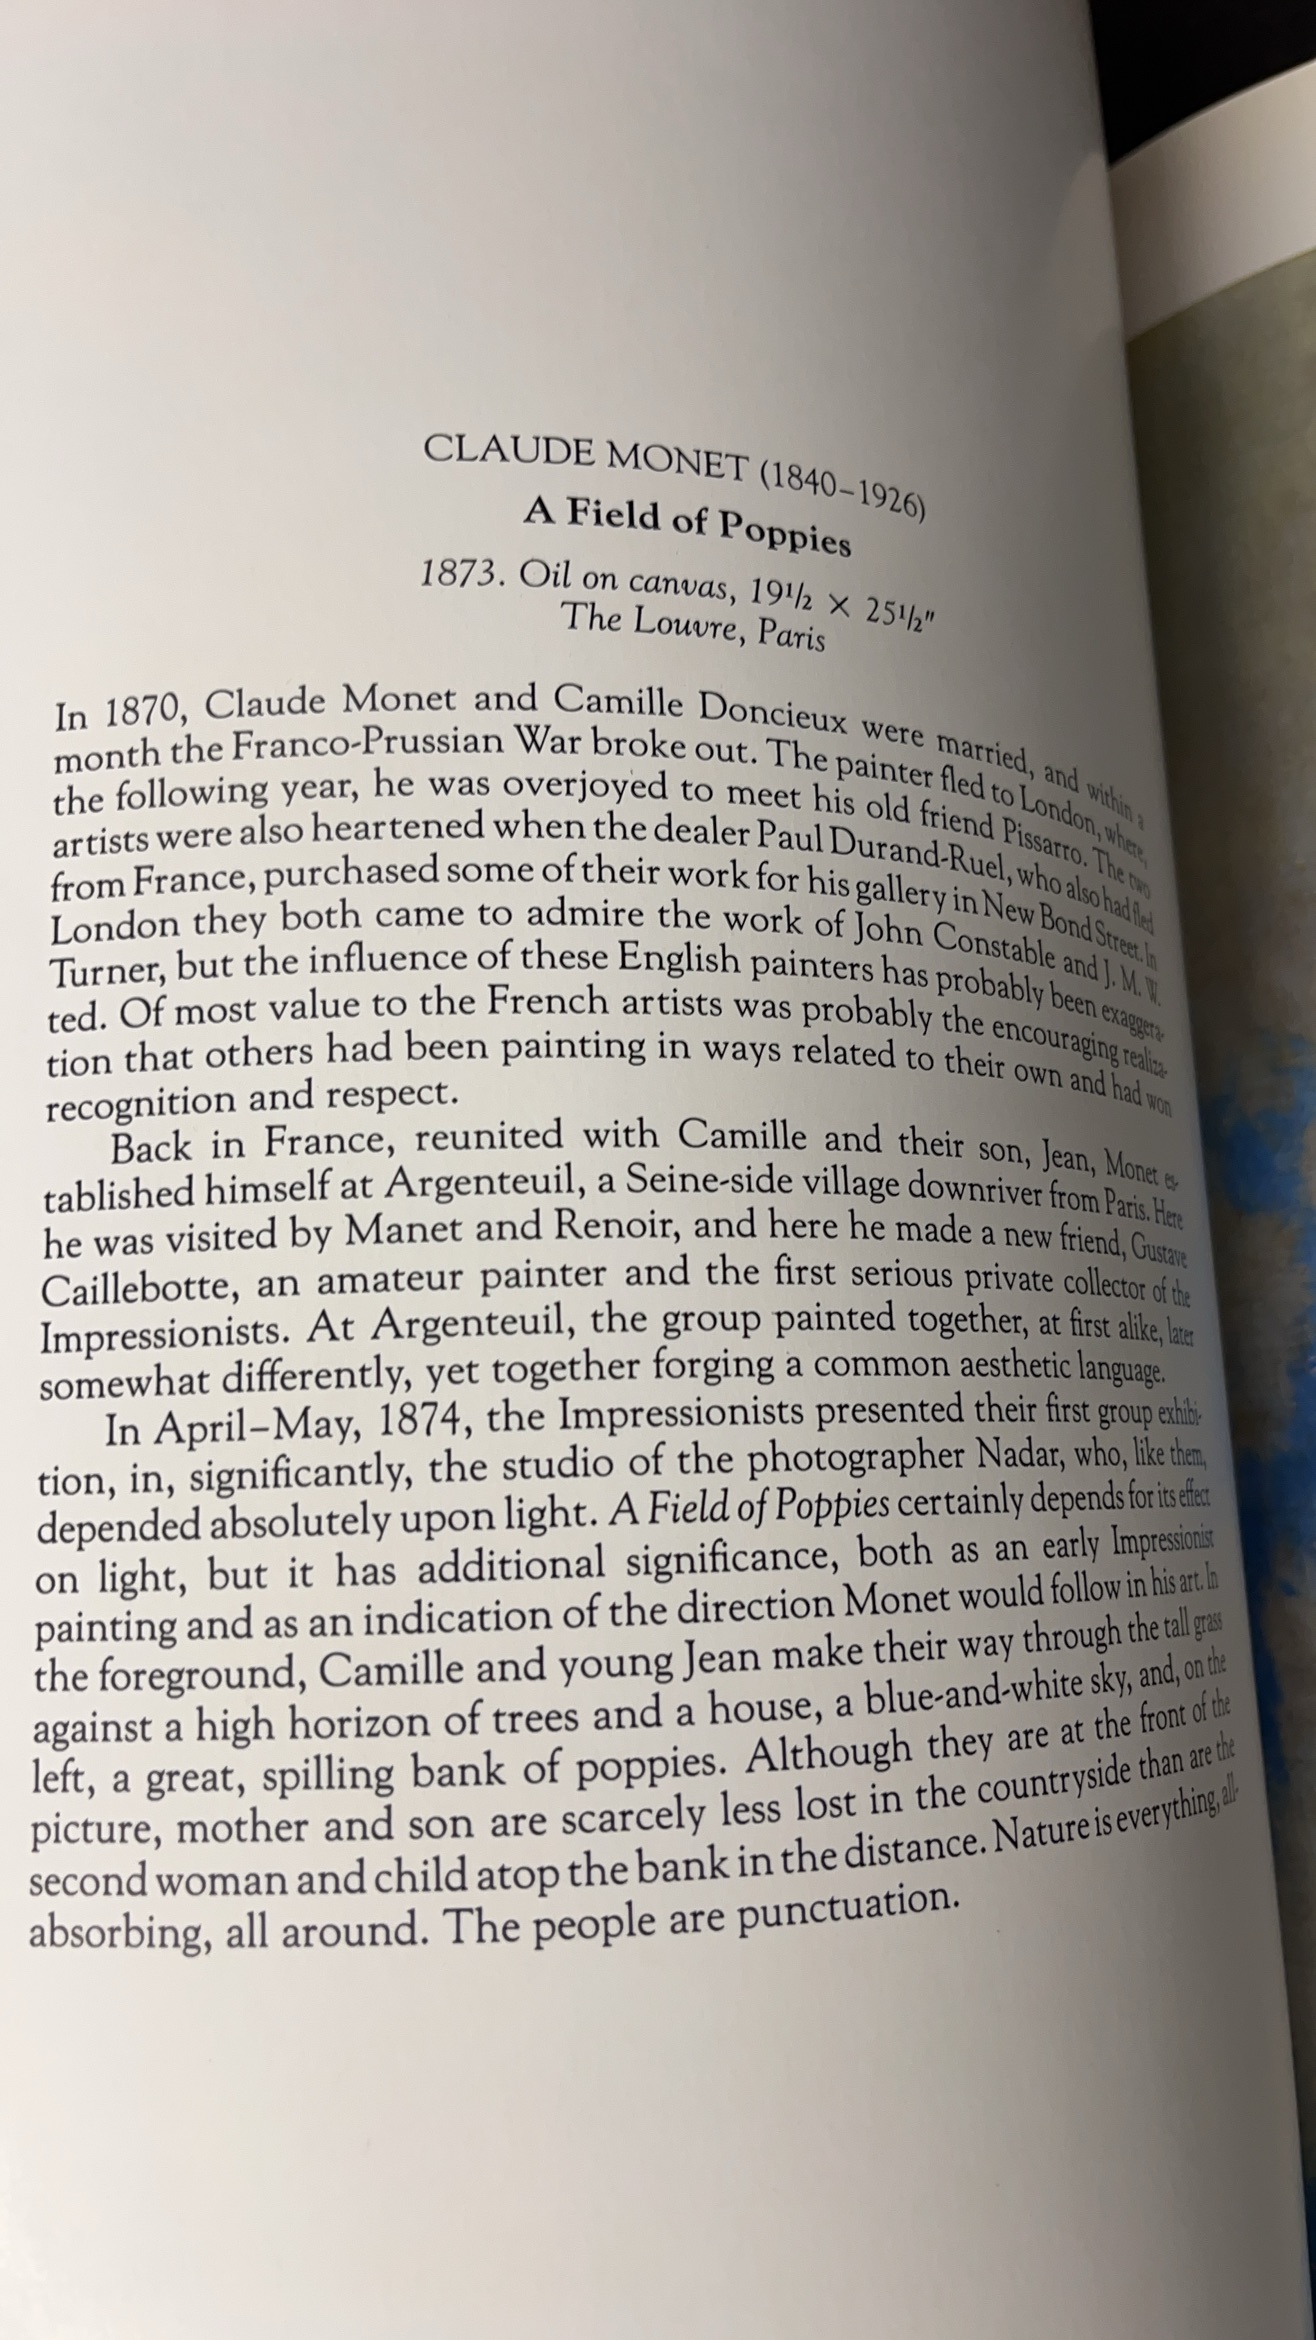 CLAUDE MONET (1840–1926)
A Field of Poppies
1873. Oil on canvas, 19½ × 25½"
The Louvre, Paris
In 1870, Claude Monet and Camille Doncieux were married, and within a
month the Franco-Prussian War broke out. The painter fled to London, where,
the following year, he was overjoyed to meet his old friend Pissarro. The two
artists were also heartened when the dealer Paul Durand-Ruel, who also had fled
from France, purchased some of their work for his gallery in New Bond Street. In
London they both came to admire the work of John Constable and J. M. W.
Turner, but the influence of these English painters has probably been exaggera-
ted. Of most value to the French artists was probably the encouraging realiza-
tion that others had been painting in ways related to their own and had won
recognition and respect.
Back in France, reunited with Camille and their son, Jean, Monet es-
tablished himself at Argenteuil, a Seine-side village downriver from Paris. Here
he was visited by Manet and Renoir, and here he made a new friend, Gustave
Caillebotte, an amateur painter and the first serious private collector of the
Impressionists. At Argenteuil, the group painted together, at first alike, later
somewhat differently, yet together forging a common aesthetic language.
In April–May, 1874, the Impressionists presented their first group exhibi-
tion, in, significantly, the studio of the photographer Nadar, who, like them,
depended absolutely upon light. A Field of Poppies certainly depends for its effect
on light, but it has additional significance, both as an early Impressionist
painting and as an indication of the direction Monet would follow in his art. In
the foreground, Camille and young Jean make their way through the tall grass
against a high horizon of trees and a house, a blue-and-white sky, and, on the
left, a great, spilling bank of poppies. Although they are at the front of the
picture, mother and son are scarcely less lost in the countryside than are the
second woman and child atop the bank in the distance. Nature is everything, all-
absorbing, all around. The people are punctuation.